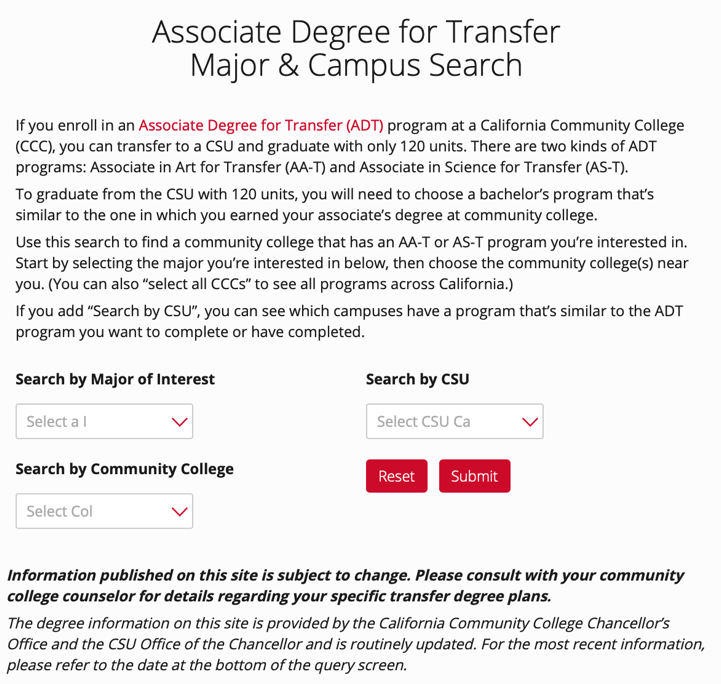 Associate Degree for Transfer
Major & Campus Search
If you enroll in an Associate Degree for Transfer (ADT) program at a California Community College
(CCC), you can transfer to a CSU and graduate with only 120 units. There are two kinds of ADT
programs: Associate in Art for Transfer (AA-T) and Associate in Science for Transfer (AS-T).
To graduate from the CSU with 120 units, you will need to choose a bachelor’s program that’s
similar to the one in which you earned your associate’s degree at community college.
Use this search to find a community college that has an AA-T or AS-T program you’re interested in.
Start by selecting the major you’re interested in below, then choose the community college(s) near
you. (You can also “select all CCCs” to see all programs across California.)
If you add “Search by CSU”, you can see which campuses have a program that’s similar to the ADT
program you want to complete or have completed.
Search by Major of Interest
Select a l
Search by Community College
Select Col
Search by CSU
Select CSU Ca
Reset
Submit
Information published on this site is subject to change. Please consult with your community
college counselor for details regarding your specific transfer degree plans.
The degree information on this site is provided by the California Community College Chancellor’s
Office and the CSU Office of the Chancellor and is routinely updated. For the most recent information,
please refer to the date at the bottom of the query screen.